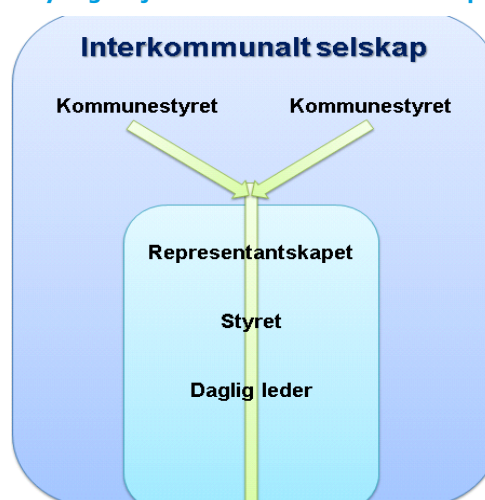 Interkommunalt selskap
Kommunestyret Kommunestyret
Representantskapet
Styret
Daglig leder